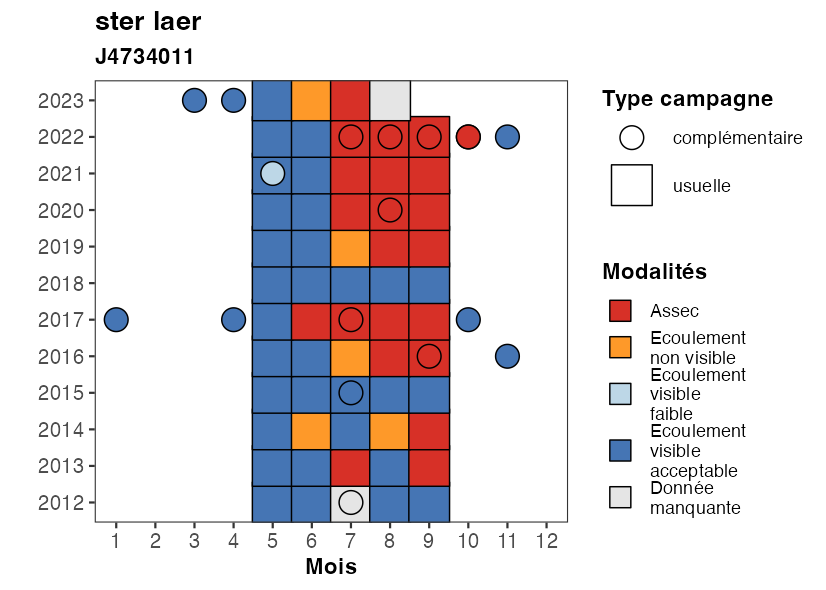 ster laer
J4734011
2023
2022
2021
2020
2019
2018
2017
2016
2015
2014
2013
2012
1 2 3 4 5 6 7 8 9 10 11 12
Mois
Type campagne
complémentaire
usuelle
Modalités
Assec
Ecoulement
non visible
Ecoulement
visible
faible
Ecoulement
visible
acceptable
Donnée
manquante